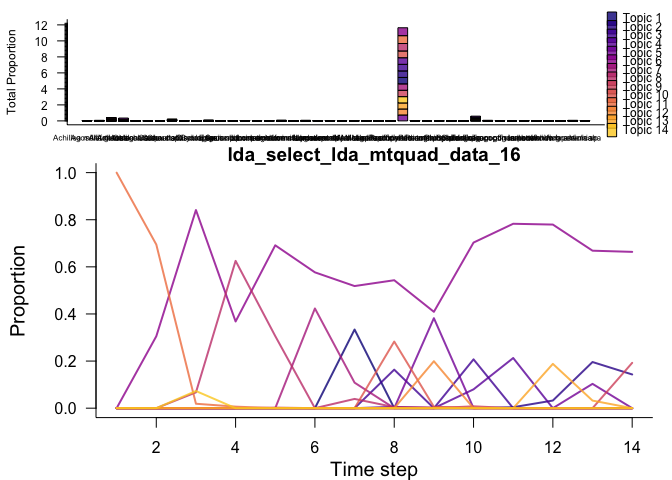 Total Proportion
12
10
8
6
4
2
0
Topic 1
Topic 2
Topic 3
Topic 4
Topic 5
Topic 6
Topic 7
Topic 8
Topic 9
Topic 10
Topic 11
Topic 12
Topic 13
Topic 14
lda_select_lda_mtquad_data_16
Proportion
1.0
0.8
0.6
0.4
0.2
0.0
2 4 6 8 10 12 14
Time step